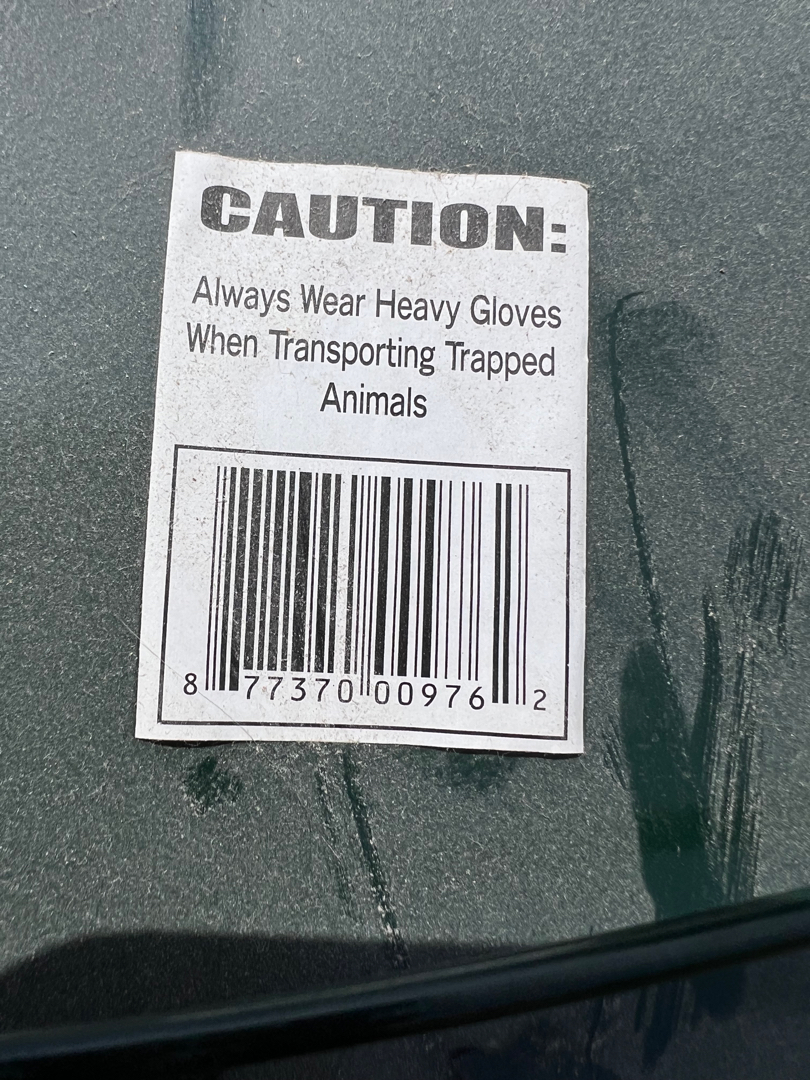 CAUTION:
Always Wear Heavy Gloves
When Transporting Trapped
Animals
8 77370 00976 2